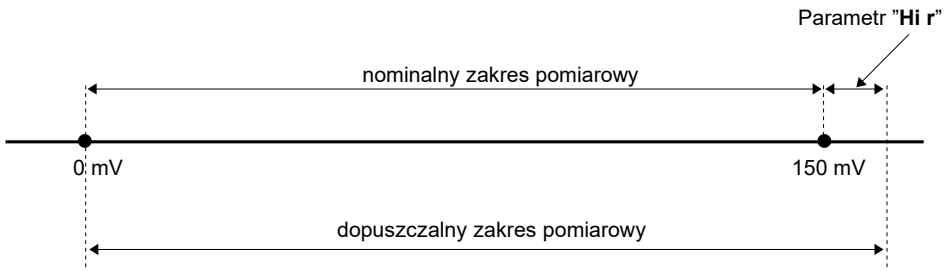 Parametr ”Hi r”
nominalny zakres pomiarowy
0 mV
150 mV
dopuszczalny zakres pomiarowy